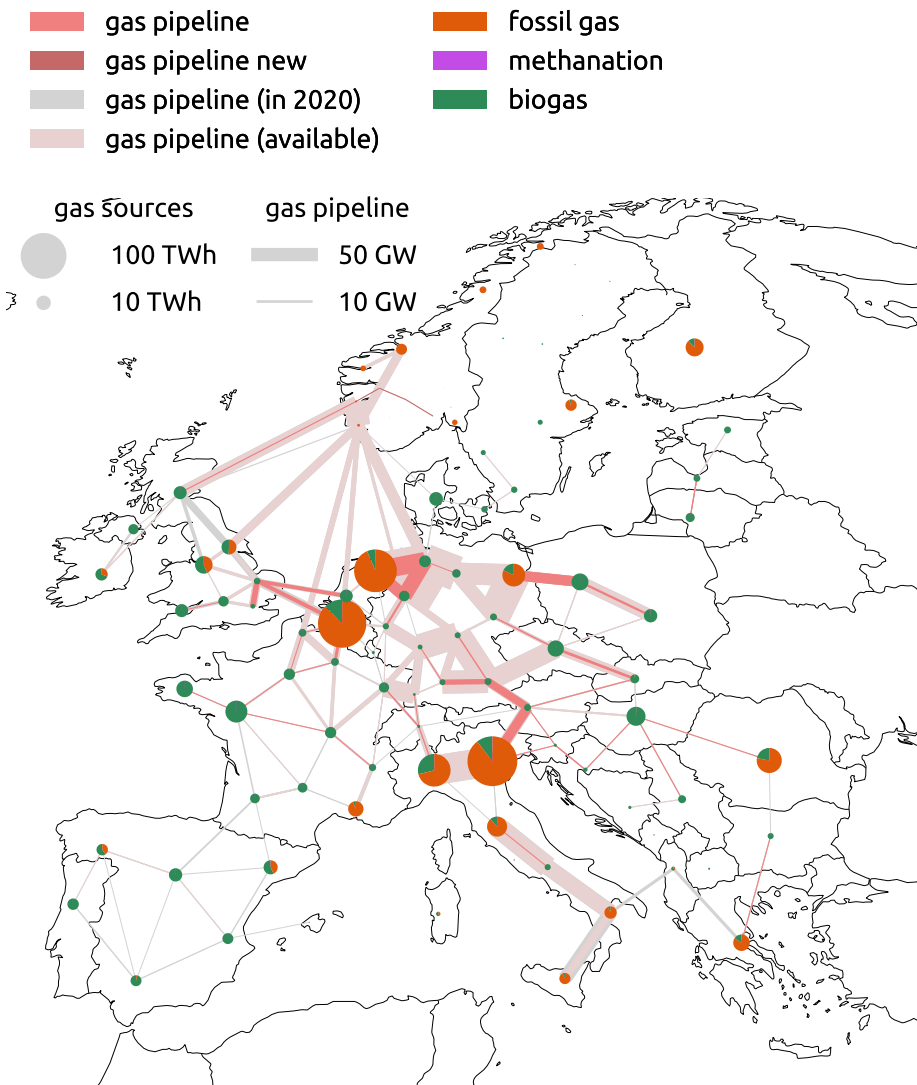 gas pipeline
gas pipeline new
gas pipeline (in 2020)
gas pipeline (available)
fossil gas
methanation
biogas
gas sources
100 TWh
10 TWh
gas pipeline
50 GW
10 GW